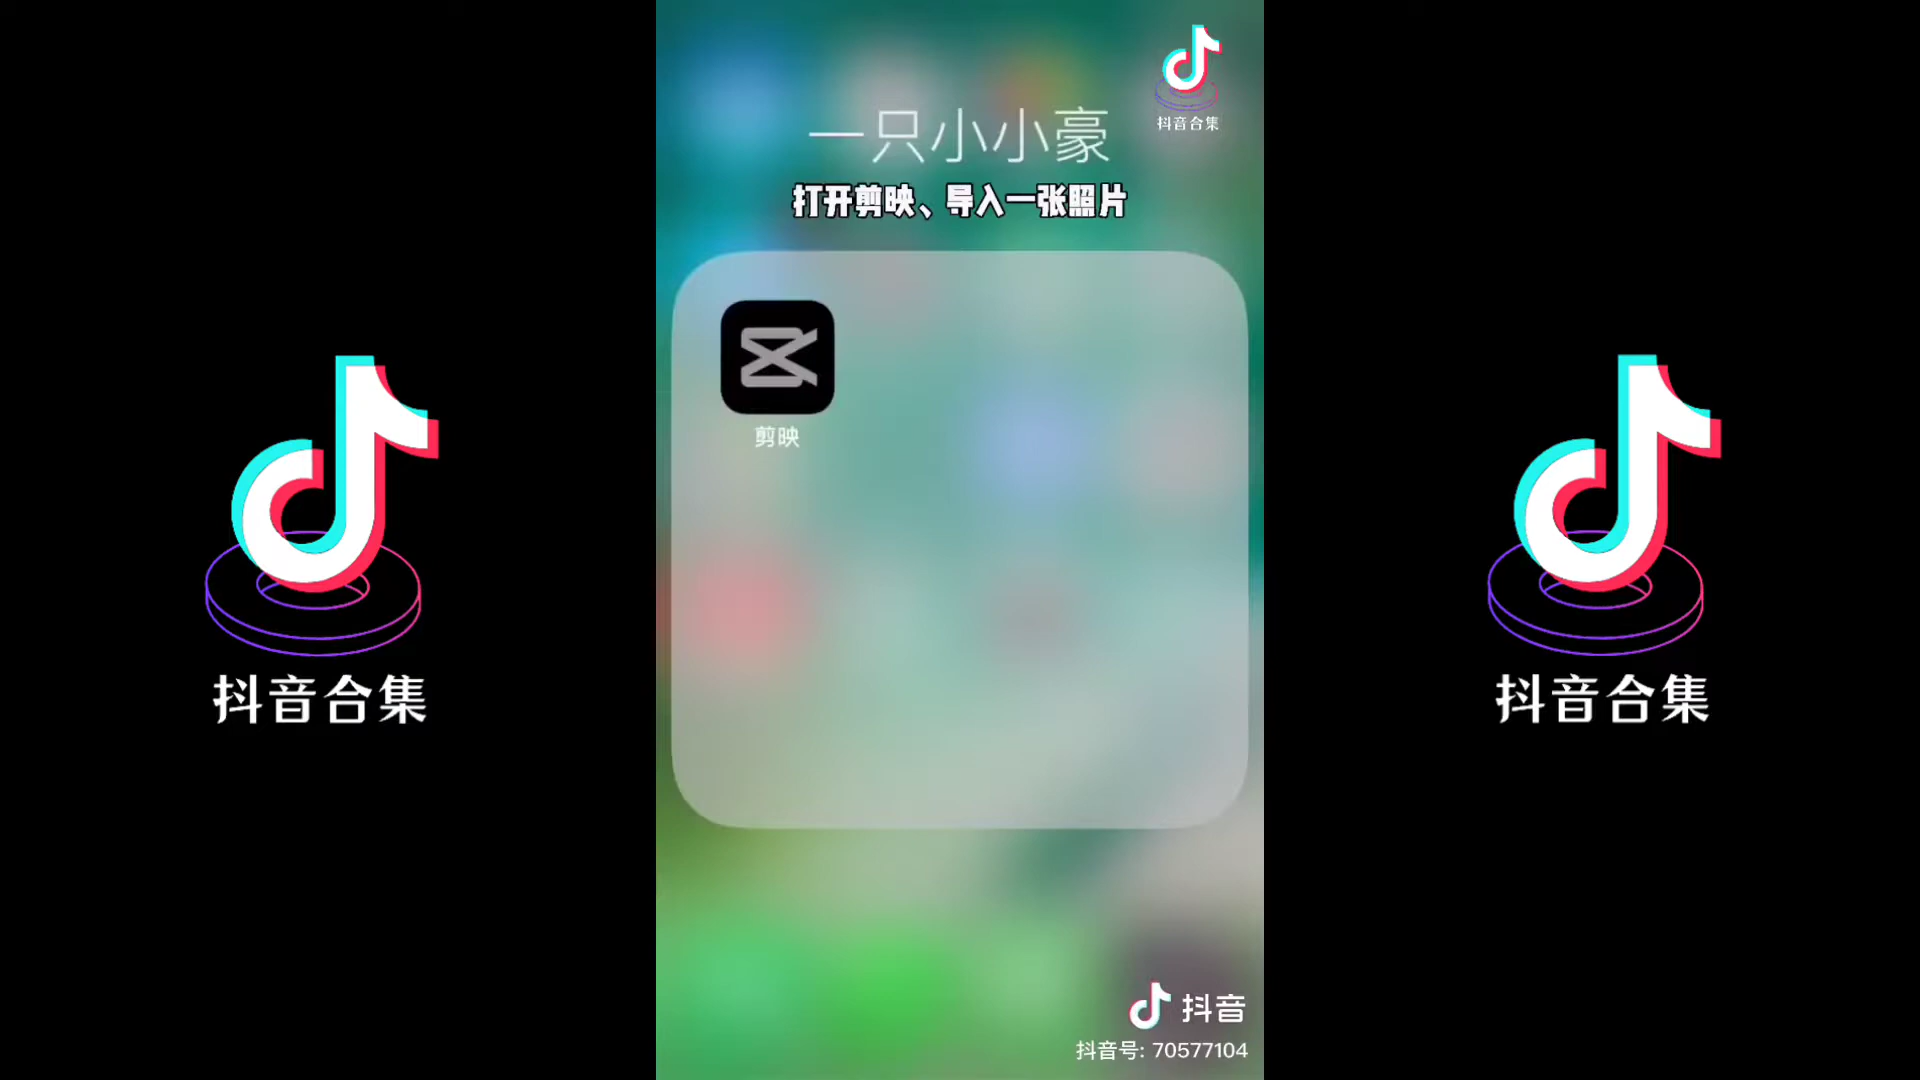 抖音合集
一只小小豪
打开剪映、导入一张照片
剪映
抖音合集
抖音合集
抖音
抖音号: 70577104